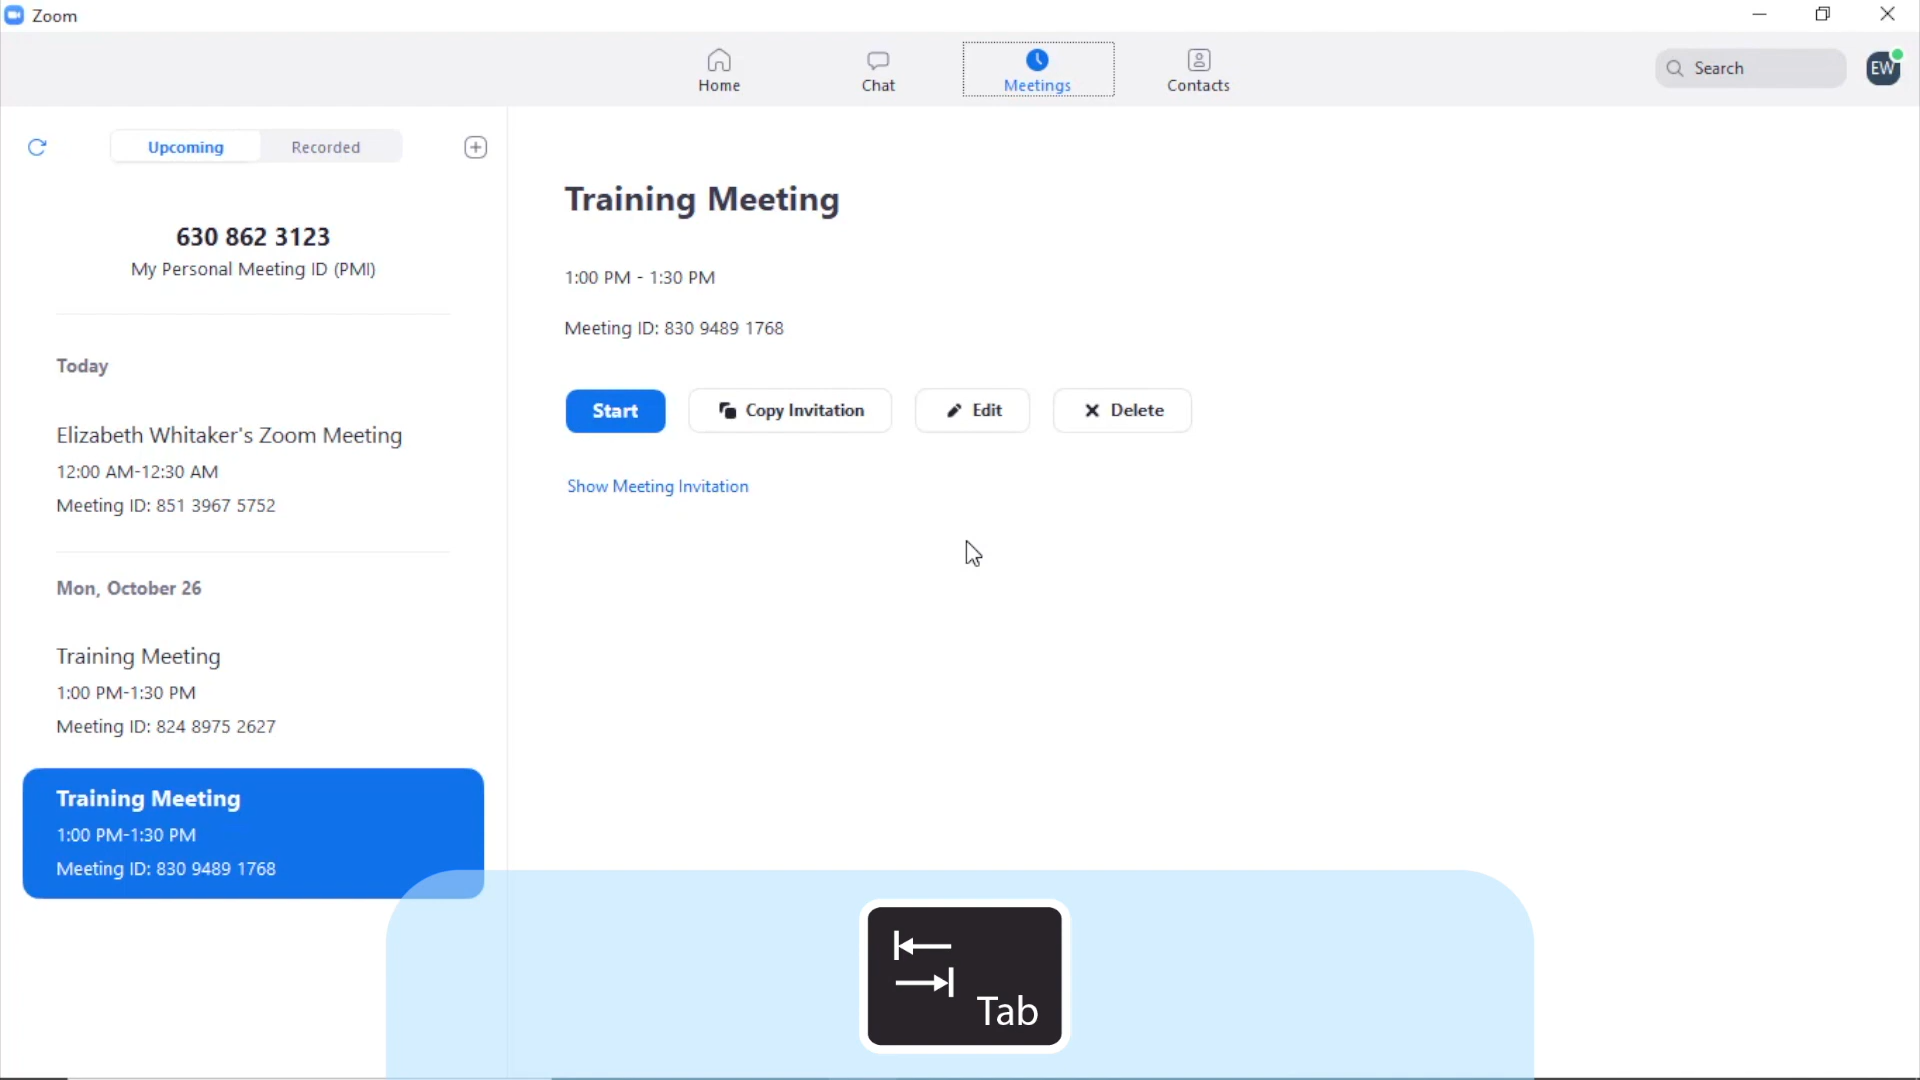 Zoom
Home
Chat
Meetings
Contacts
Search
EW
Upcoming
Recorded
630 862 3123
My Personal Meeting ID (PMI)
Today
Elizabeth Whitaker's Zoom Meeting
12:00 AM-12:30 AM
Meeting ID: 851 3967 5752
Mon, October 26
Training Meeting
1:00 PM-1:30 PM
Meeting ID: 824 8975 2627
Training Meeting
1:00 PM-1:30 PM
Meeting ID: 830 9489 1768
Training Meeting
1:00 PM - 1:30 PM
Meeting ID: 830 9489 1768
Start
Copy Invitation
Edit
Delete
Show Meeting Invitation
Tab